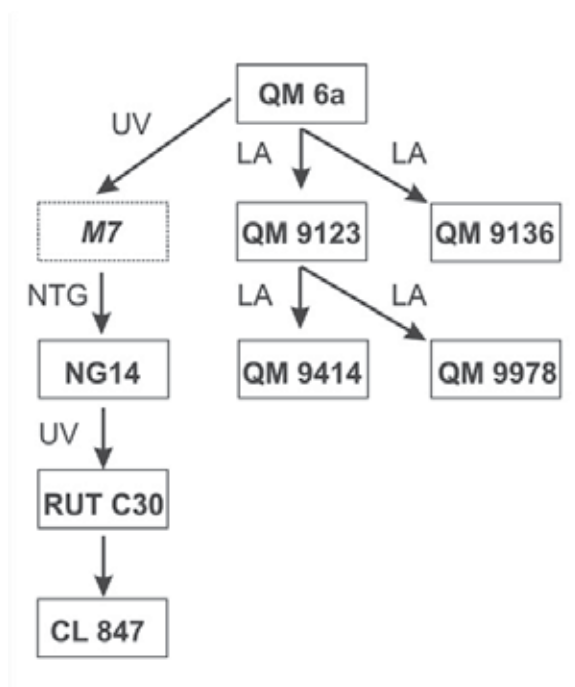 QM 6a
UV
LA
LA
M7
QM 9123
QM 9136
NTG
LA
LA
NG14
QM 9414
QM 9978
UV
RUT C30
CL 847